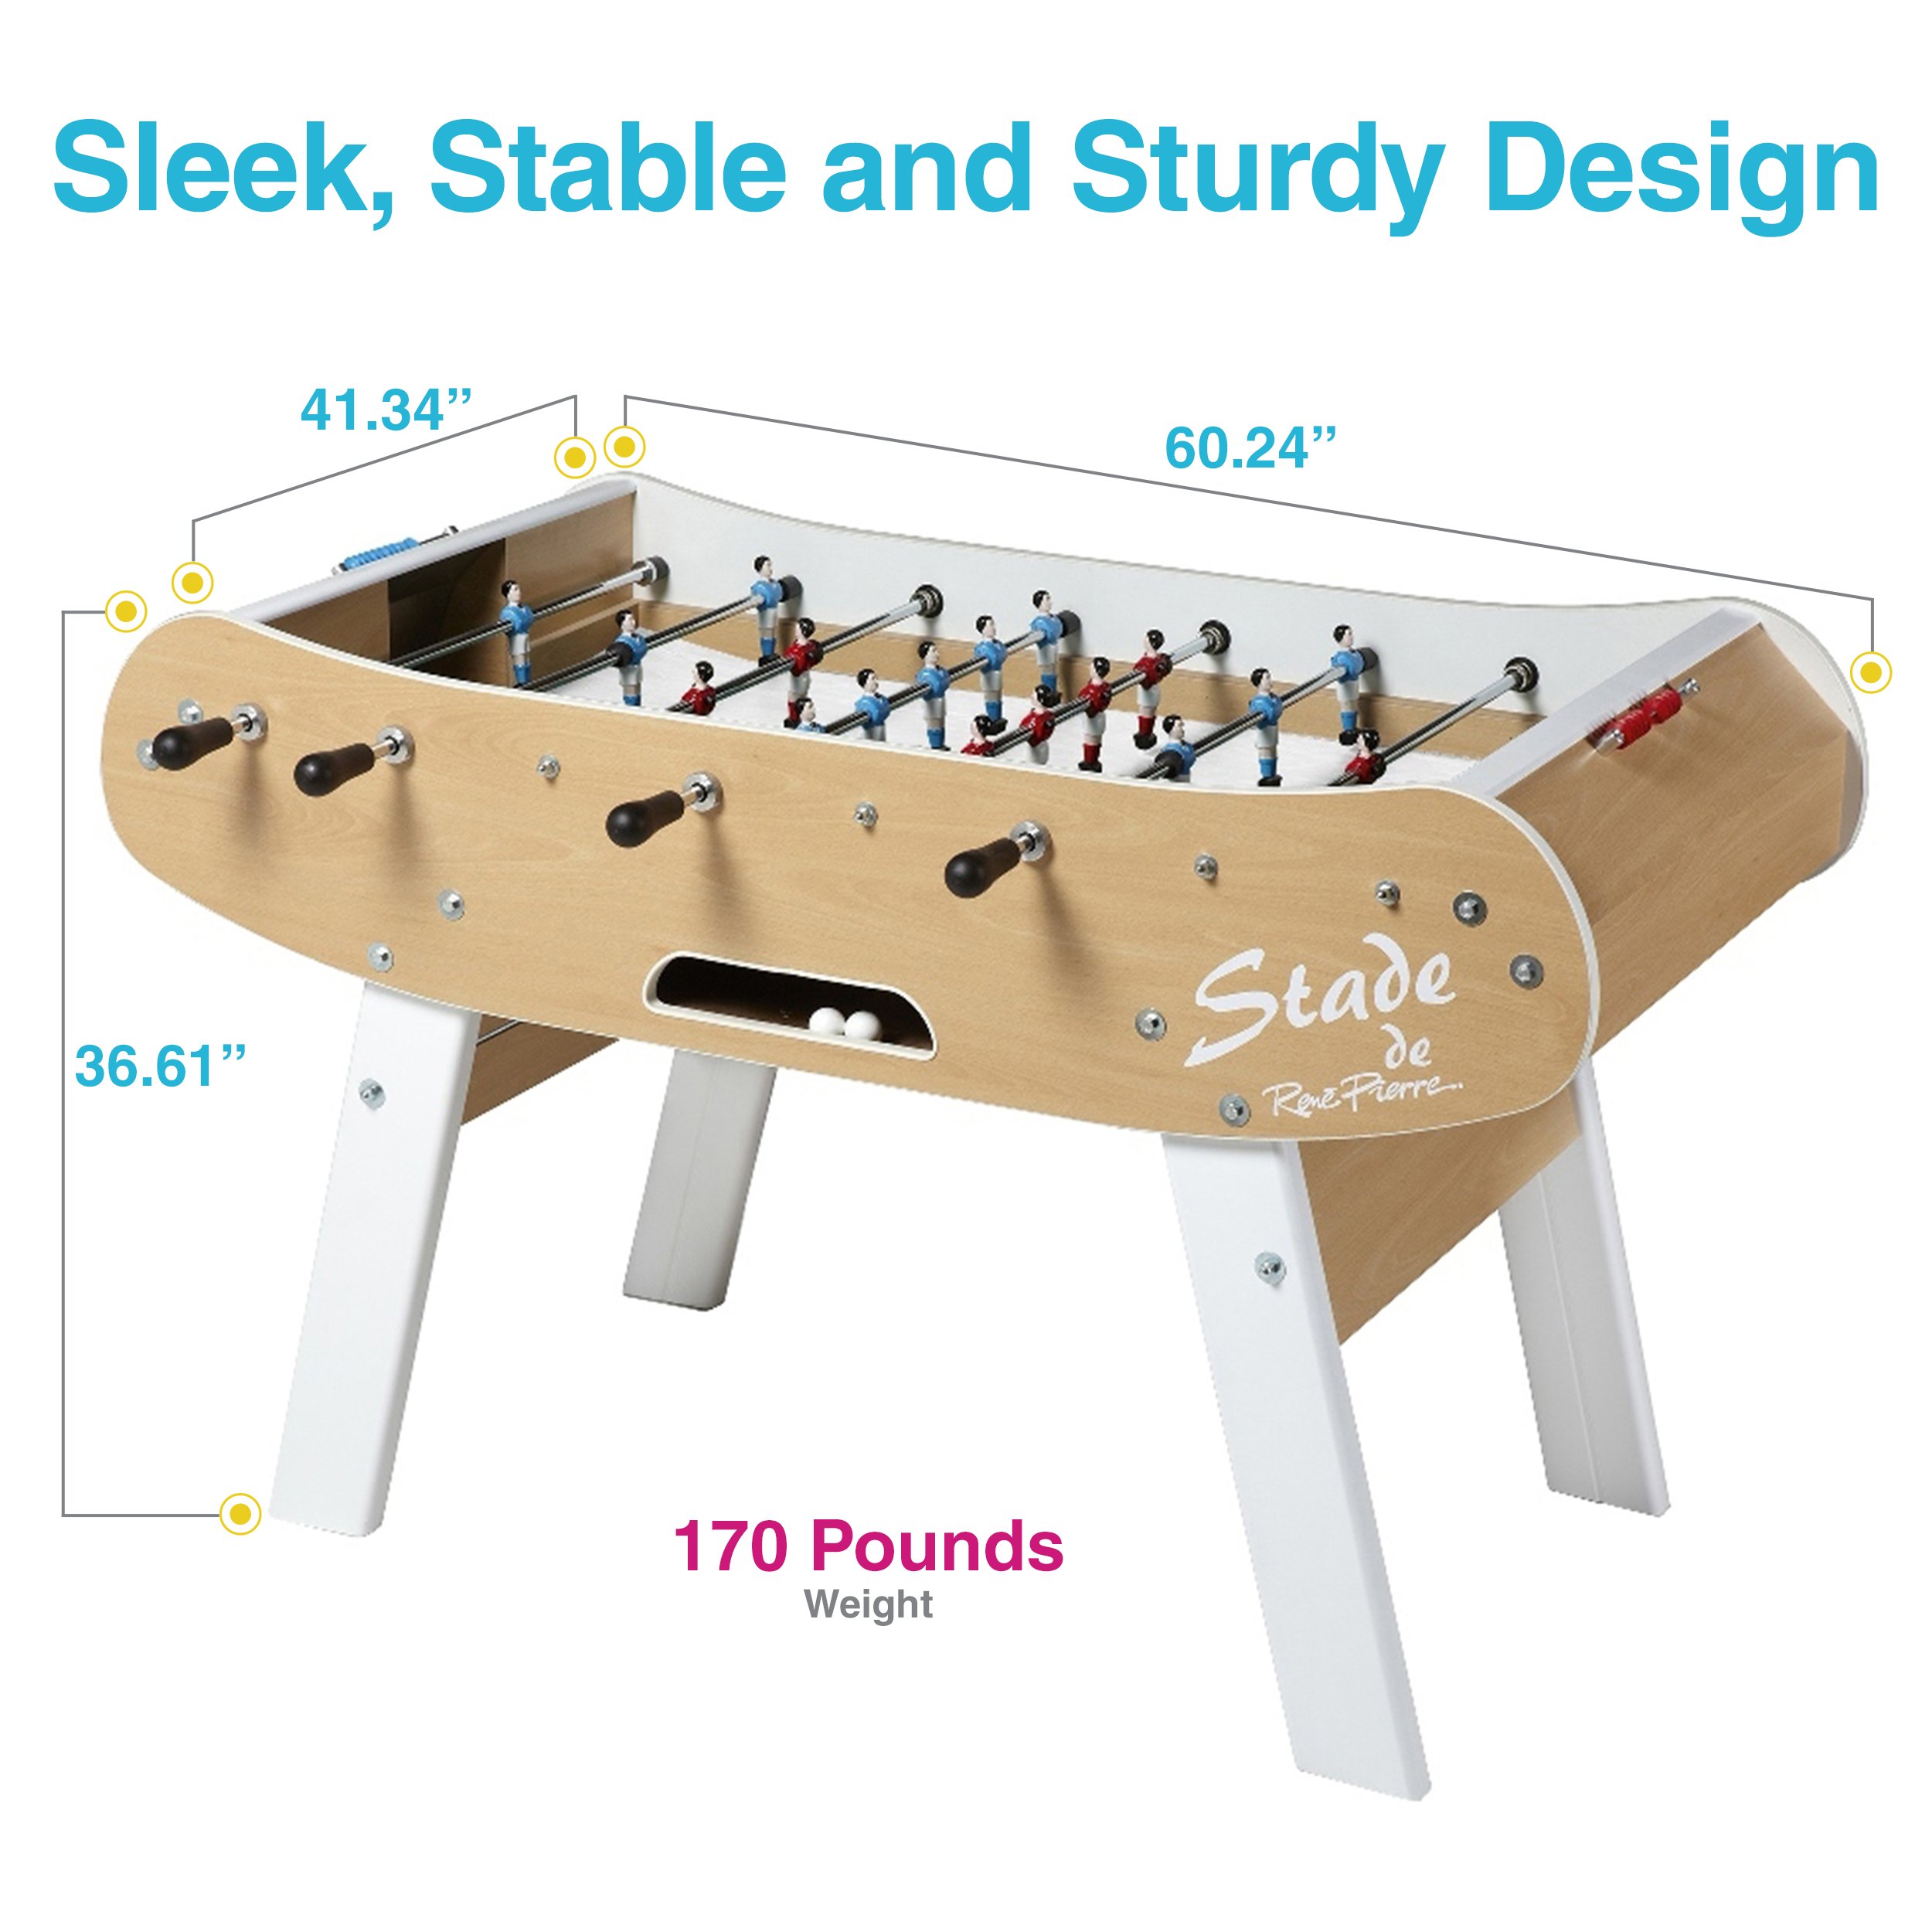 Sleek, Stable and Sturdy Design
41.34”
60.24”
36.61”
Stade
de
René Pierre
170 Pounds
Weight